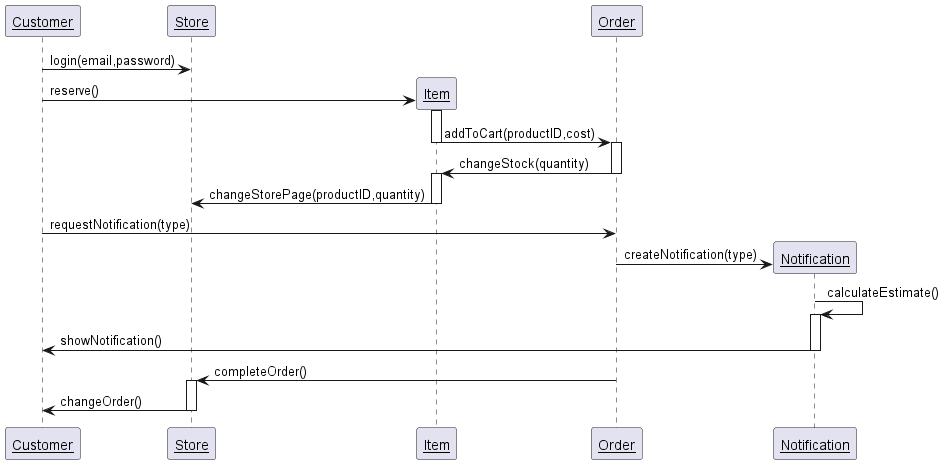 Customer
Store
Order
login(email,password)
reserve()
Item
addToCart(productID,cost)
changeStock(quantity)
changeStorePage(productID,quantity)
requestNotification(type)
createNotification(type)
Notification
calculateEstimate()
showNotification()
completeOrder()
changeOrder()
Customer
Store
Item
Order
Notification